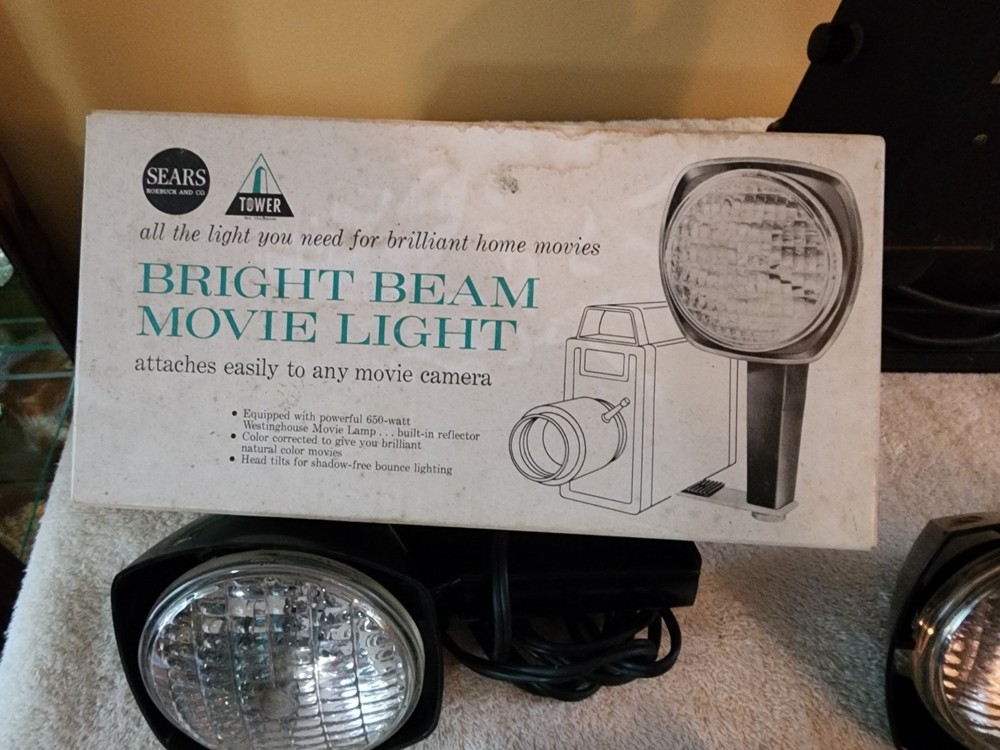 SEARS
ROEBUCK AND CO.
TOWER
all the light you need for brilliant home movies
BRIGHT BEAM
MOVIE LIGHT
attaches easily to any movie camera
• Equipped with powerful 650-watt
Westinghouse Movie Lamp . . . built-in reflector
• Color corrected to give you brilliant
natural color movies
• Head tilts for shadow-free bounce lighting